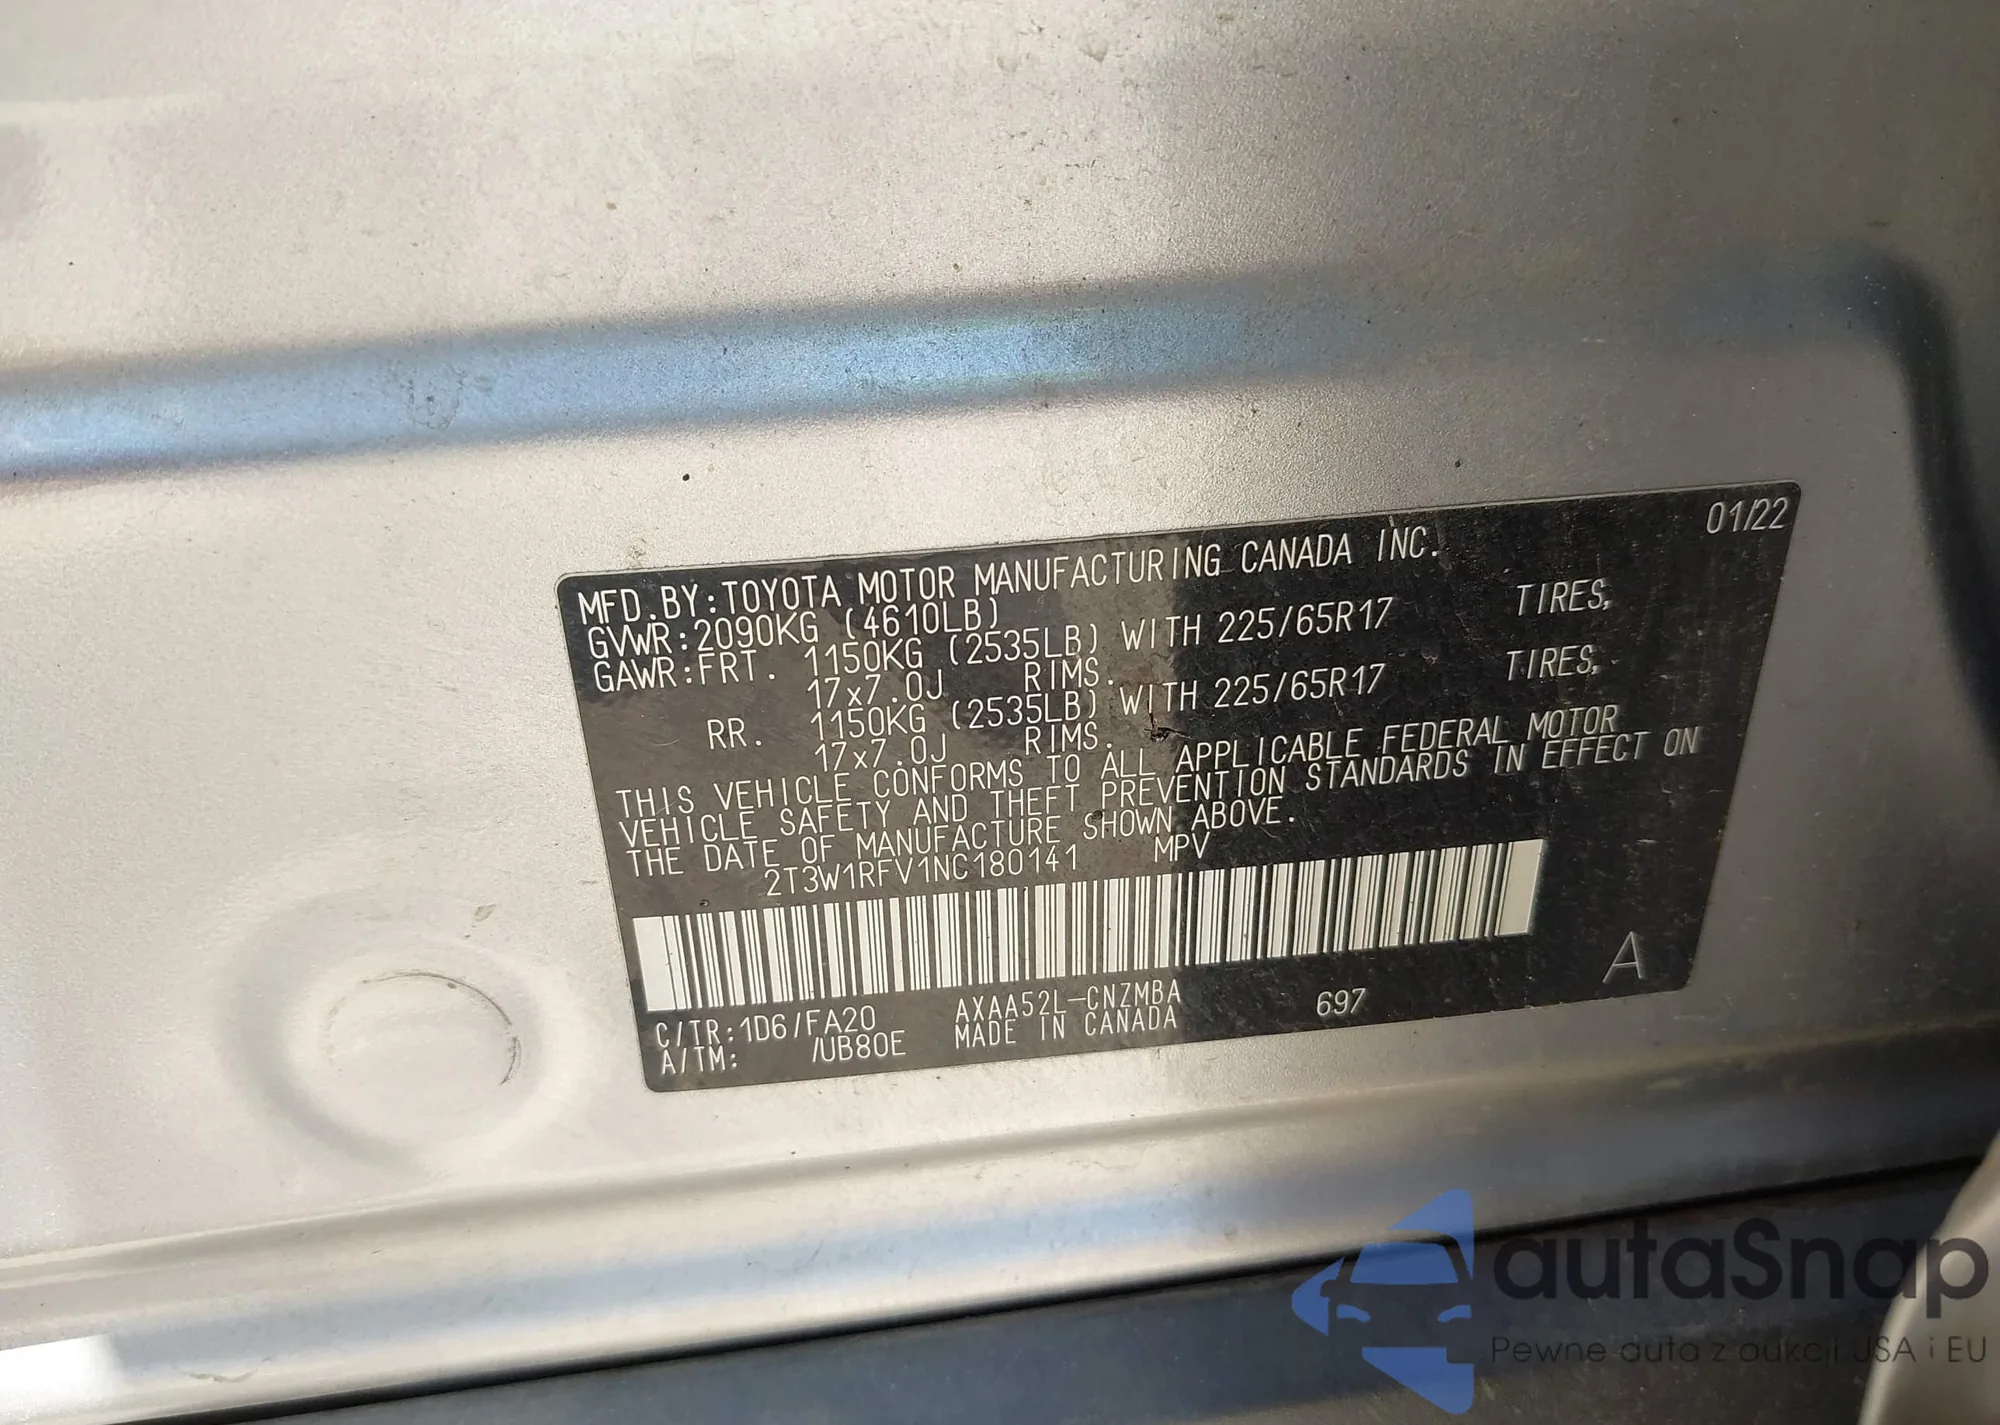 01/22
MFD.BY:TOYOTA MOTOR MANUFACTURING CANADA INC.
GVWR:2090KG (4610LB)
GAWR:FRT. 1150KG (2535LB) WITH 225/65R17 TIRES,
17x7.0J RIMS.
RR. 1150KG (2535LB) WITH 225/65R17 TIRES,
17x7.0J RIMS.
THIS VEHICLE CONFORMS TO ALL APPLICABLE FEDERAL MOTOR
VEHICLE SAFETY AND THEFT PREVENTION STANDARDS IN EFFECT ON
THE DATE OF MANUFACTURE SHOWN ABOVE.
2T3W1RFV1NC180141 MPV
A
C/TR:1D6/FA20 AXAA52L-CNZMBA 697
A/TM: /UB80E MADE IN CANADA
autaSnap
Pewne auta z aukcji USA i EU